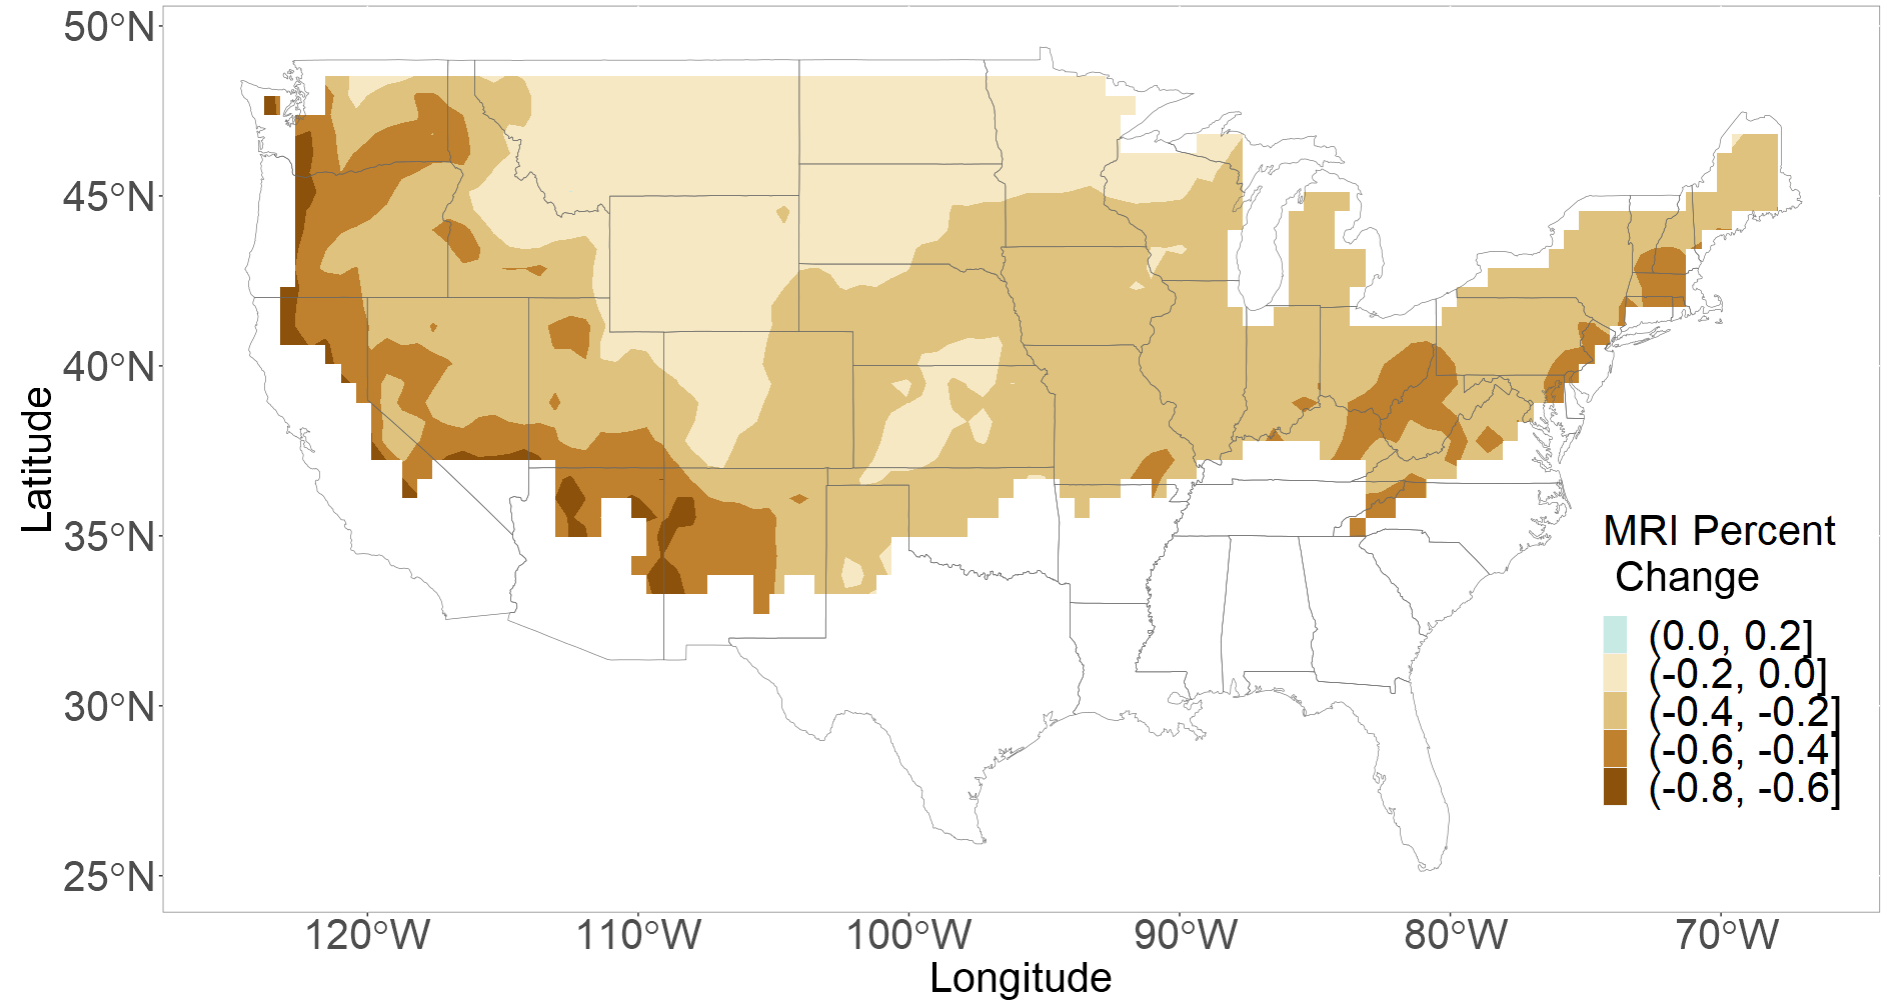 50°N
45°N
40°N
35°N
30°N
25°N
Latitude
120°W 110°W 100°W 90°W 80°W 70°W
Longitude
MRI Percent
Change
(0.0, 0.2]
(-0.2, 0.0]
(-0.4, -0.2]
(-0.6, -0.4]
(-0.8, -0.6]